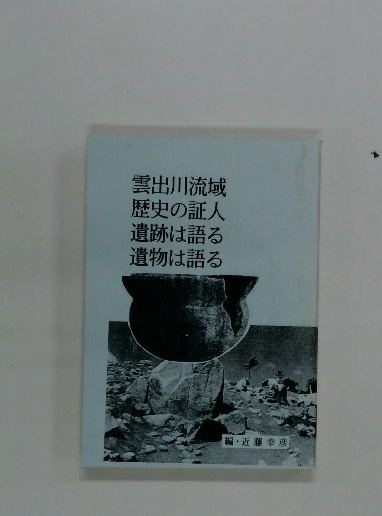 雲出川流域
歴史の証人
遺跡は語る
遺物は語る
編・近藤幸彦